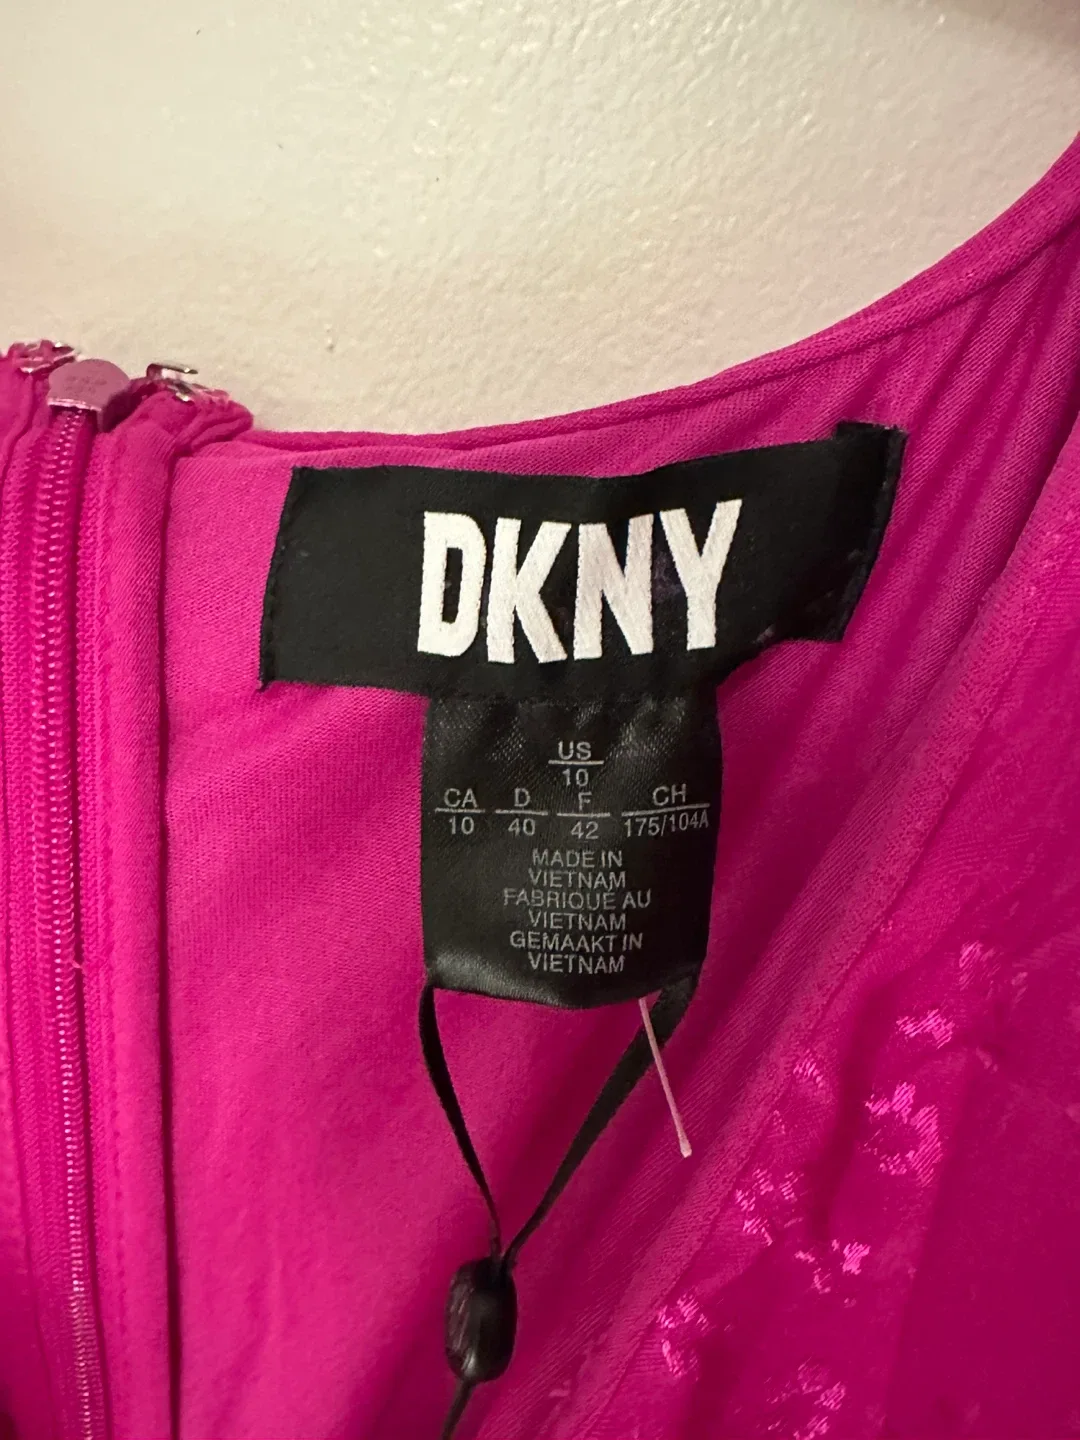 DKNY
US
10
CA D F CH
10 40 42 175/104A
MADE IN
VIETNAM
FABRIQUÉ AU
VIETNAM
GEMAAKT IN
VIETNAM